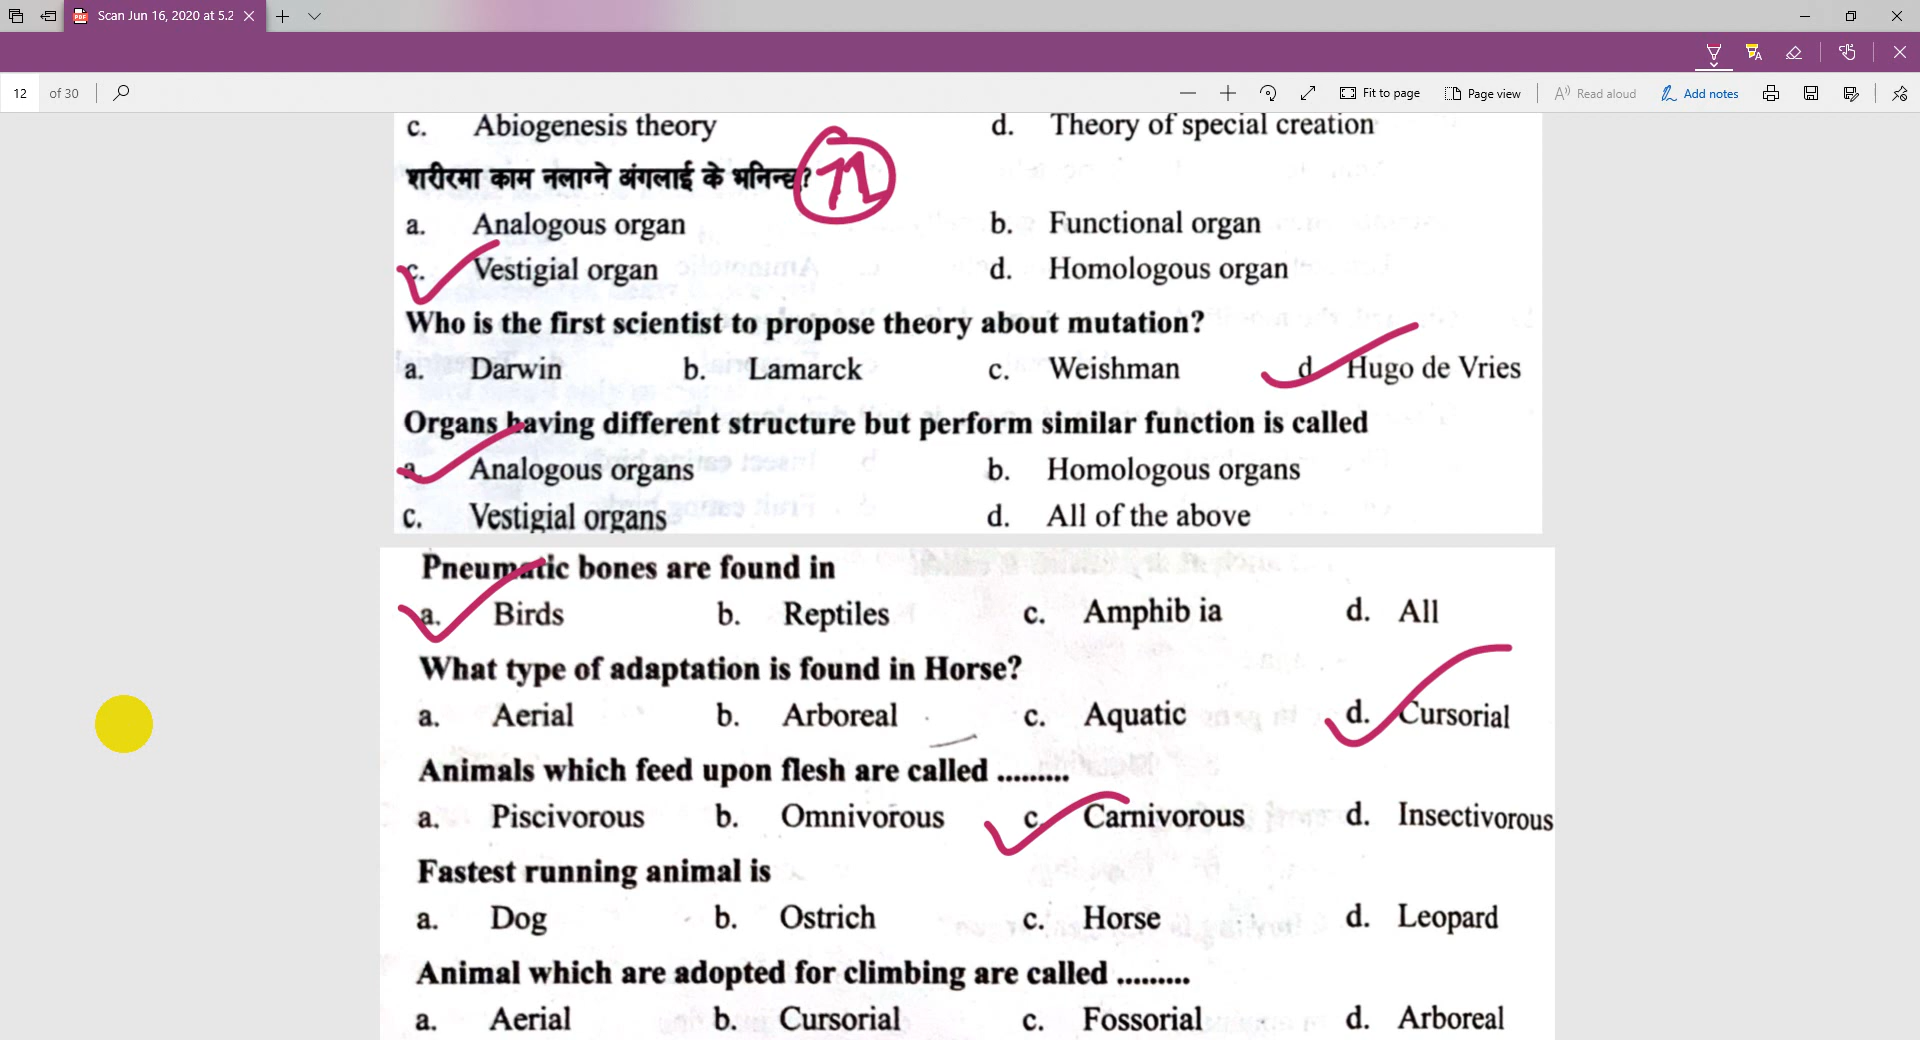 Scan Jun 16, 2020 at 5.2
12 of 30
Fit to page Page view Read aloud Add notes
c. Abiogenesis theory d. Theory of special creation
शरीरमा काम नलाग्ने अंगलाई के भनिन्छ?
a. Analogous organ b. Functional organ
c. Vestigial organ d. Homologous organ
Who is the first scientist to propose theory about mutation?
a. Darwin b. Lamarck c. Weishman d. Hugo de Vries
Organs having different structure but perform similar function is called
a. Analogous organs b. Homologous organs
c. Vestigial organs d. All of the above
Pneumatic bones are found in
a. Birds b. Reptiles c. Amphib ia d. All
What type of adaptation is found in Horse?
a. Aerial b. Arboreal c. Aquatic d. Cursorial
Animals which feed upon flesh are called .........
a. Piscivorous b. Omnivorous c. Carnivorous d. Insectivorous
Fastest running animal is
a. Dog b. Ostrich c. Horse d. Leopard
Animal which are adopted for climbing are called .........
a. Aerial b. Cursorial c. Fossorial d. Arboreal